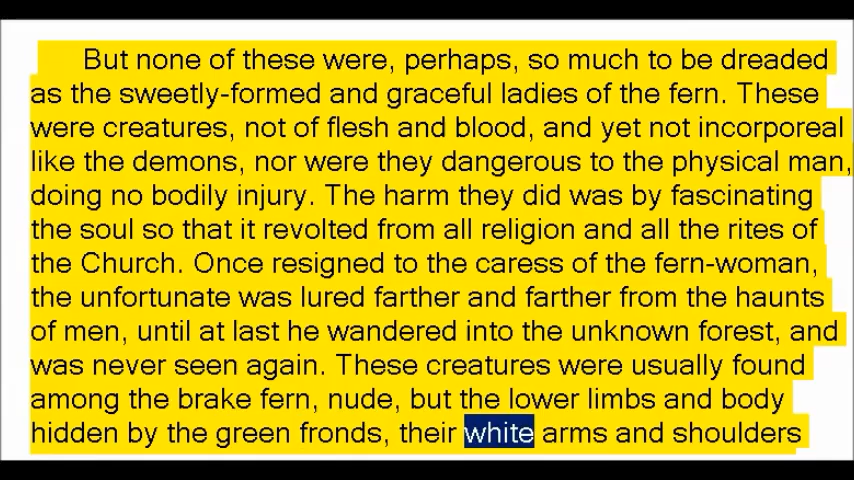 But none of these were, perhaps, so much to be dreaded
as the sweetly-formed and graceful ladies of the fern. These
were creatures, not of flesh and blood, and yet not incorporeal
like the demons, nor were they dangerous to the physical man,
doing no bodily injury. The harm they did was by fascinating
the soul so that it revolted from all religion and all the rites of
the Church. Once resigned to the caress of the fern-woman,
the unfortunate was lured farther and farther from the haunts
of men, until at last he wandered into the unknown forest, and
was never seen again. These creatures were usually found
among the brake fern, nude, but the lower limbs and body
hidden by the green fronds, their white arms and shoulders